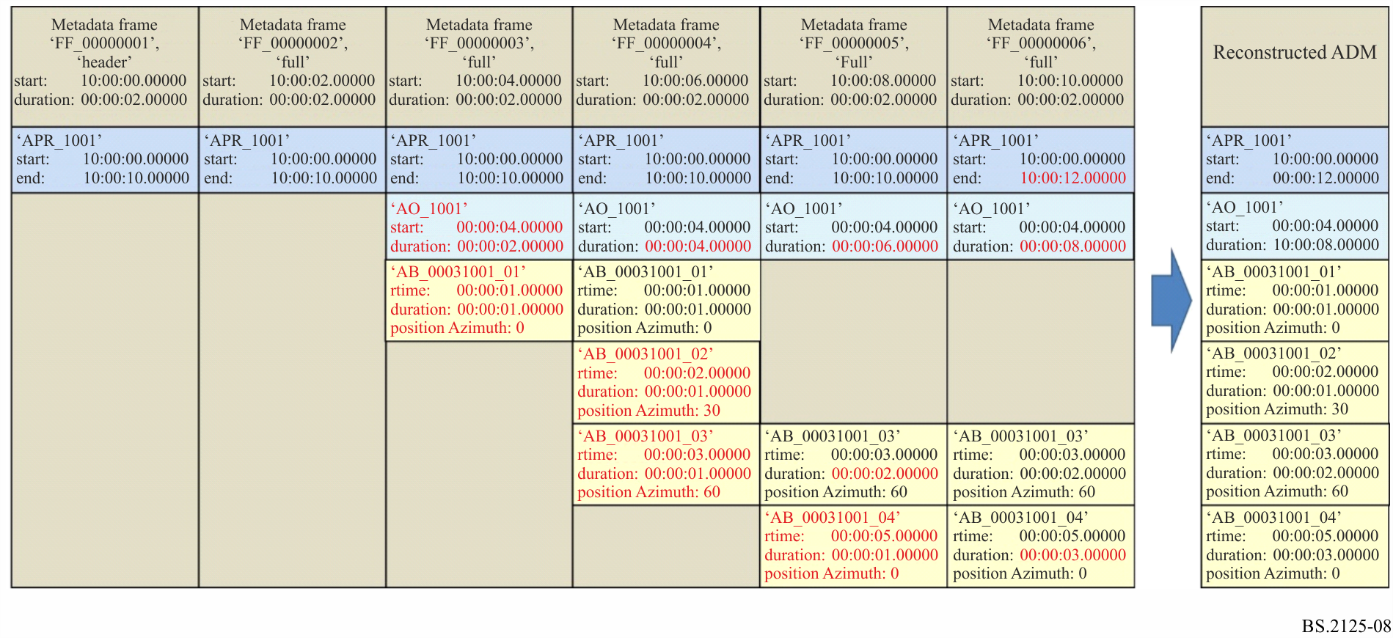 Metadata frame
‘FF_00000001’,
‘header’
start: 10:00:00.00000
duration: 00:00:02.00000
Metadata frame
‘FF_00000002’,
‘full’
start: 10:00:02.00000
duration: 00:00:02.00000
Metadata frame
‘FF_00000003’,
‘full’
start: 10:00:04.00000
duration: 00:00:02.00000
Metadata frame
‘FF_00000004’,
‘full’
start: 10:00:06.00000
duration: 00:00:02.00000
Metadata frame
‘FF_00000005’,
‘Full’
start: 10:00:08.00000
duration: 00:00:02.00000
Metadata frame
‘FF_00000006’,
‘full’
start: 10:00:10.00000
duration: 00:00:02.00000
Reconstructed ADM
‘APR_1001’
start: 10:00:00.00000
end: 10:00:10.00000
‘APR_1001’
start: 10:00:00.00000
end: 10:00:10.00000
‘APR_1001’
start: 10:00:00.00000
end: 10:00:10.00000
‘APR_1001’
start: 10:00:00.00000
end: 10:00:10.00000
‘APR_1001’
start: 10:00:00.00000
end: 10:00:10.00000
‘APR_1001’
start: 10:00:00.00000
end: 10:00:12.00000
‘APR_1001’
start: 10:00:00.00000
end: 00:00:12.00000
‘AO_1001’
start: 00:00:04.00000
duration: 00:00:02.00000
‘AO_1001’
start: 00:00:04.00000
duration: 00:00:04.00000
‘AO_1001’
start: 00:00:04.00000
duration: 00:00:06.00000
‘AO_1001’
start: 00:00:04.00000
duration: 00:00:08.00000
‘AO_1001’
start: 00:00:04.00000
duration: 10:00:08.00000
‘AB_00031001_01’
rtime: 00:00:01.00000
duration: 00:00:01.00000
position Azimuth: 0
‘AB_00031001_01’
rtime: 00:00:01.00000
duration: 00:00:01.00000
position Azimuth: 0
‘AB_00031001_01’
rtime: 00:00:01.00000
duration: 00:00:01.00000
position Azimuth: 0
‘AB_00031001_02’
rtime: 00:00:02.00000
duration: 00:00:01.00000
position Azimuth: 30
‘AB_00031001_02’
rtime: 00:00:02.00000
duration: 00:00:01.00000
position Azimuth: 30
‘AB_00031001_03’
rtime: 00:00:03.00000
duration: 00:00:01.00000
position Azimuth: 60
‘AB_00031001_03’
rtime: 00:00:03.00000
duration: 00:00:02.00000
position Azimuth: 60
‘AB_00031001_03’
rtime: 00:00:03.00000
duration: 00:00:02.00000
position Azimuth: 60
‘AB_00031001_03’
rtime: 00:00:03.00000
duration: 00:00:02.00000
position Azimuth: 60
‘AB_00031001_04’
rtime: 00:00:05.00000
duration: 00:00:01.00000
position Azimuth: 0
‘AB_00031001_04’
rtime: 00:00:05.00000
duration: 00:00:03.00000
position Azimuth: 0
‘AB_00031001_04’
rtime: 00:00:05.00000
duration: 00:00:03.00000
position Azimuth: 0
BS.2125-08